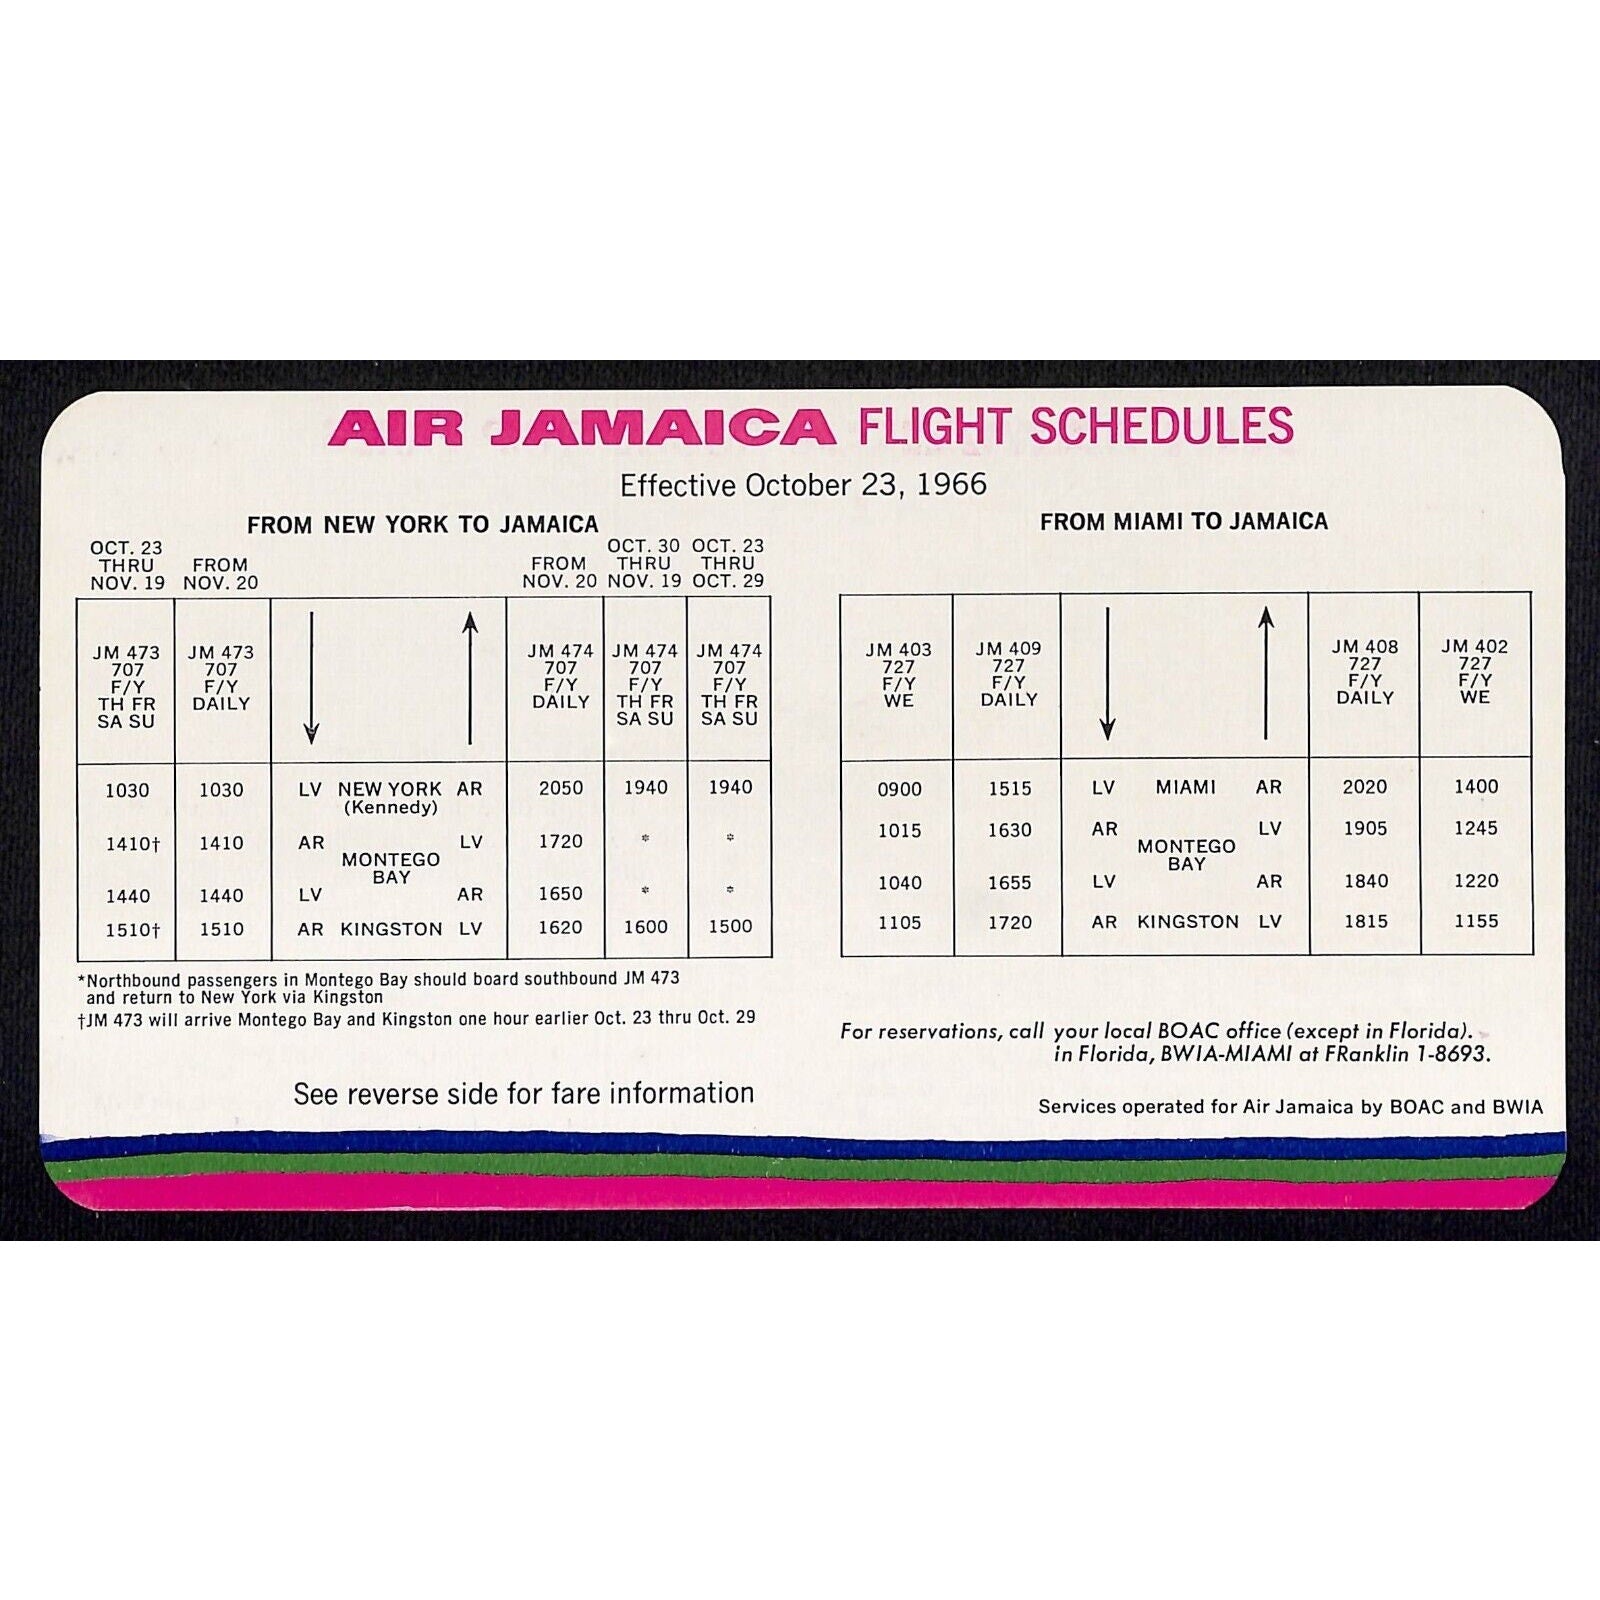 AIR JAMAICA FLIGHT SCHEDULES
Effective October 23, 1966
FROM NEW YORK TO JAMAICA
OCT. 23 THRU NOV. 19
FROM NOV. 20
FROM NOV. 20
OCT. 30 THRU NOV. 19
OCT. 23 THRU OCT. 29
JM 473 707 F/Y TH FR SA SU
JM 473 707 F/Y DAILY
JM 474 707 F/Y DAILY
JM 474 707 F/Y TH FR SA SU
JM 474 707 F/Y TH FR SA SU
1030 1030 LV NEW YORK AR 2050 1940 1940
(Kennedy)
1410† 1410 AR LV 1720 * *
MONTEGO
BAY
1440 1440 LV AR 1650 * *
1510† 1510 AR KINGSTON LV 1620 1600 1500
*Northbound passengers in Montego Bay should board southbound JM 473
and return to New York via Kingston
†JM 473 will arrive Montego Bay and Kingston one hour earlier Oct. 23 thru Oct. 29
See reverse side for fare information
FROM MIAMI TO JAMAICA
JM 403 727 F/Y WE
JM 409 727 F/Y DAILY
JM 408 727 F/Y DAILY
JM 402 727 F/Y WE
0900 1515 LV MIAMI AR 2020 1400
1015 1630 AR LV 1905 1245
MONTEGO
BAY
1040 1655 LV AR 1840 1220
1105 1720 AR KINGSTON LV 1815 1155
For reservations, call your local BOAC office (except in Florida).
in Florida, BWIA-MIAMI at FRanklin 1-8693.
Services operated for Air Jamaica by BOAC and BWIA